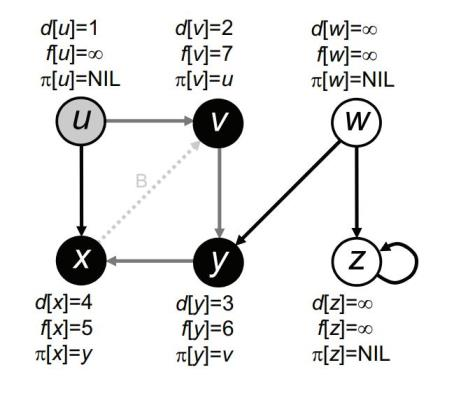 d[u]=1 d[v]=2 d[w]=∞
f[u]=∞ f[v]=7 f[w]=∞
π[u]=NIL π[v]=u π[w]=NIL
u v w
B
x y z
d[x]=4 d[y]=3 d[z]=∞
f[x]=5 f[y]=6 f[z]=∞
π[x]=y π[y]=v π[z]=NIL